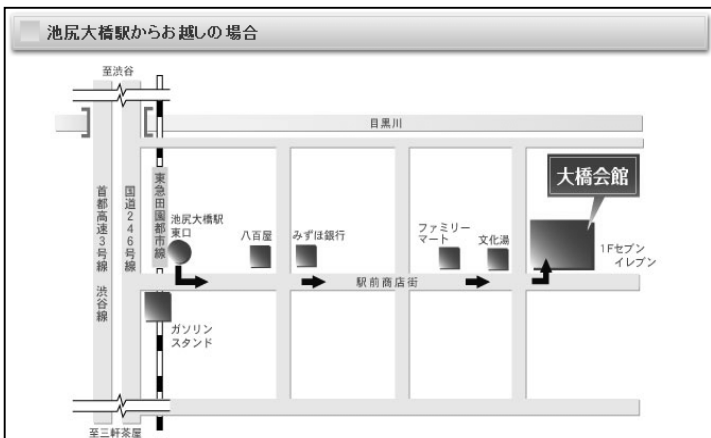 池尻大橋駅からお越しの場合
至渋谷
目黒川
首都高速3号線 渋谷線
国道246号線
東急田園都市線
池尻大橋駅
東口
八百屋
みずほ銀行
ファミリー
マート
文化湯
大橋会館
1Fセブン
イレブン
駅前商店街
ガソリン
スタンド
至三軒茶屋